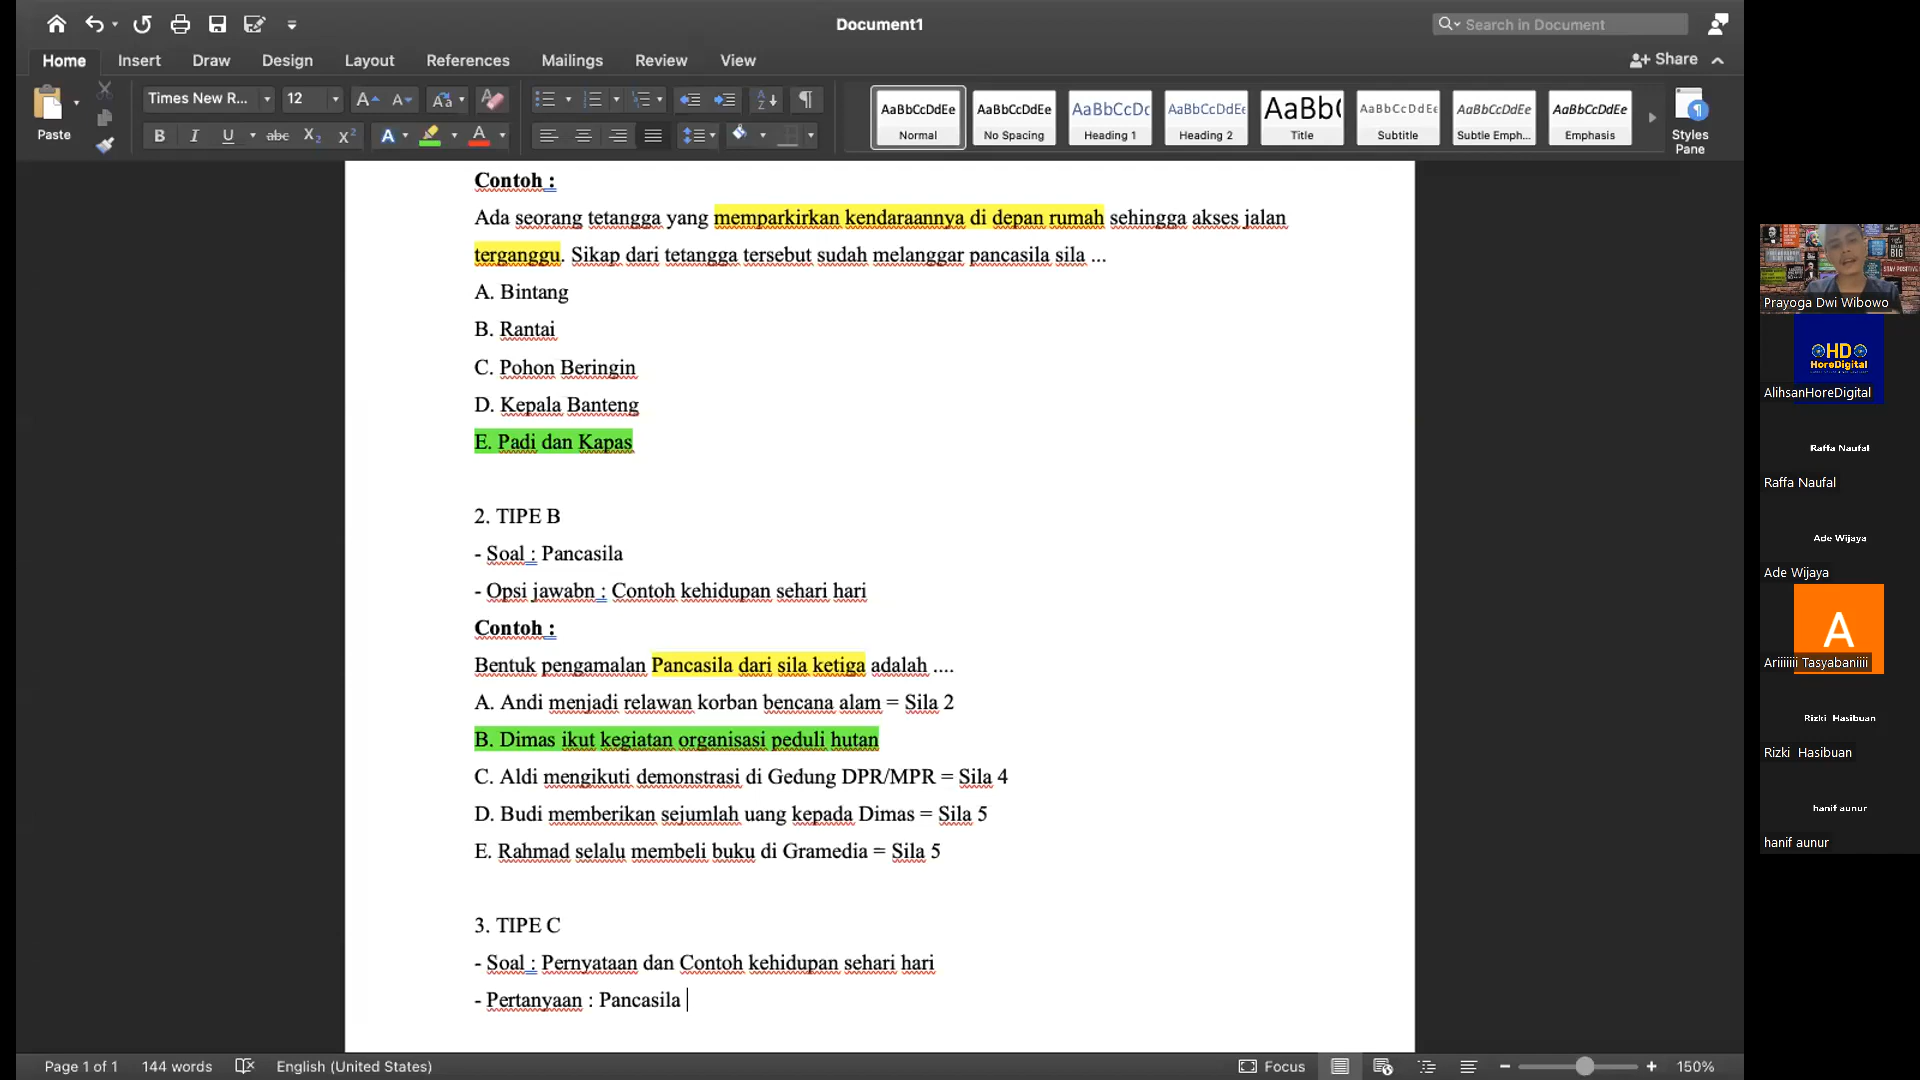 Document1
Search in Document
Home Insert Draw Design Layout References Mailings Review View
Share
Paste
Times New R... 12
AaBbCcDdEe Normal
AaBbCcDdEe No Spacing
AaBbCcDc Heading 1
AaBbCcDdEe Heading 2
AaBb( Title
AaBbCcDdEe Subtitle
AaBbCcDdEe Subtle Emph...
AaBbCcDdEe Emphasis
Styles Pane
Contoh :
Ada seorang tetangga yang memparkirkan kendaraannya di depan rumah sehingga akses jalan
terganggu. Sikap dari tetangga tersebut sudah melanggar pancasila sila ...
A. Bintang
B. Rantai
C. Pohon Beringin
D. Kepala Banteng
E. Padi dan Kapas
2. TIPE B
- Soal : Pancasila
- Opsi jawabn : Contoh kehidupan sehari hari
Contoh :
Bentuk pengamalan Pancasila dari sila ketiga adalah ....
A. Andi menjadi relawan korban bencana alam = Sila 2
B. Dimas ikut kegiatan organisasi peduli hutan
C. Aldi mengikuti demonstrasi di Gedung DPR/MPR = Sila 4
D. Budi memberikan sejumlah uang kepada Dimas = Sila 5
E. Rahmad selalu membeli buku di Gramedia = Sila 5
3. TIPE C
- Soal : Pernyataan dan Contoh kehidupan sehari hari
- Pertanyaan : Pancasila
Page 1 of 1 144 words English (United States) Focus 150%
Prayoga Dwi Wibowo
HD
HoreDigital
AlihsanHoreDigital
Raffa Naufal
Raffa Naufal
Ade Wijaya
Ade Wijaya
A
Ariiiiiii Tasyabaniiii
Rizki Hasibuan
Rizki Hasibuan
hanif aunur
hanif aunur